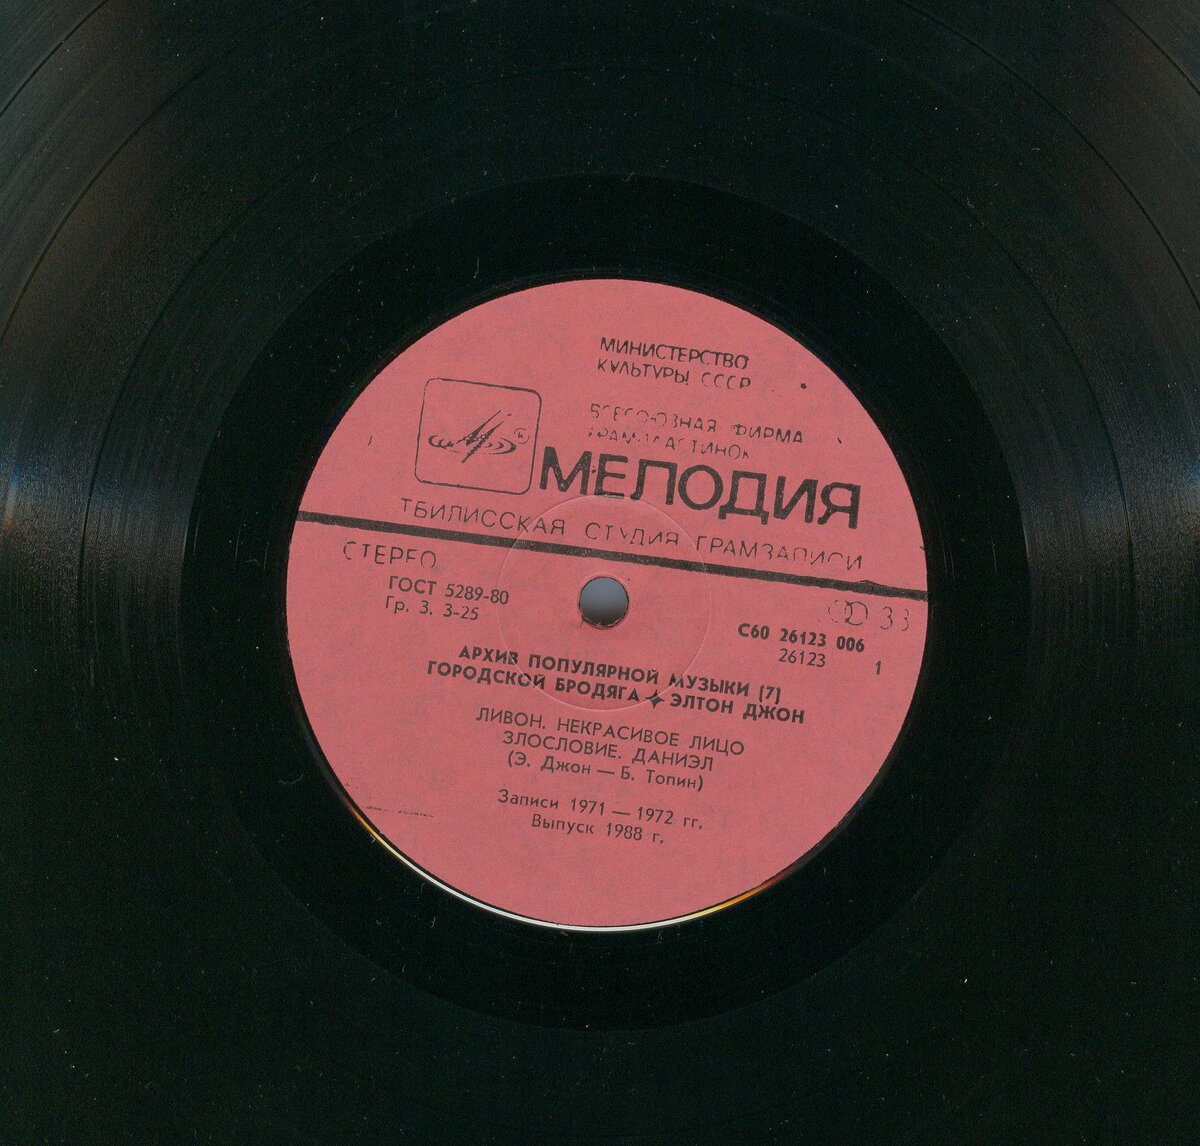 МИНИСТЕРСТВО
КУЛЬТУРЫ СССР
ВСЕСОЮЗНАЯ ФИРМА
ГРАМПЛАСТИНОК
МЕЛОДИЯ
ТБИЛИССКАЯ СТУДИЯ ГРАМЗАПИСИ
СТЕРЕО
ГОСТ 5289-80
Гр. 3. 3-25
33
С60 26123 006
26123
1
АРХИВ ПОПУЛЯРНОЙ МУЗЫКИ (7)
ГОРОДСКОЙ БРОДЯГА ✦ ЭЛТОН ДЖОН
ЛИВОН. НЕКРАСИВОЕ ЛИЦО
ЗЛОСЛОВИЕ. ДАНИЭЛ
(Э. Джон — Б. Топин)
Записи 1971 — 1972 гг.
Выпуск 1988 г.